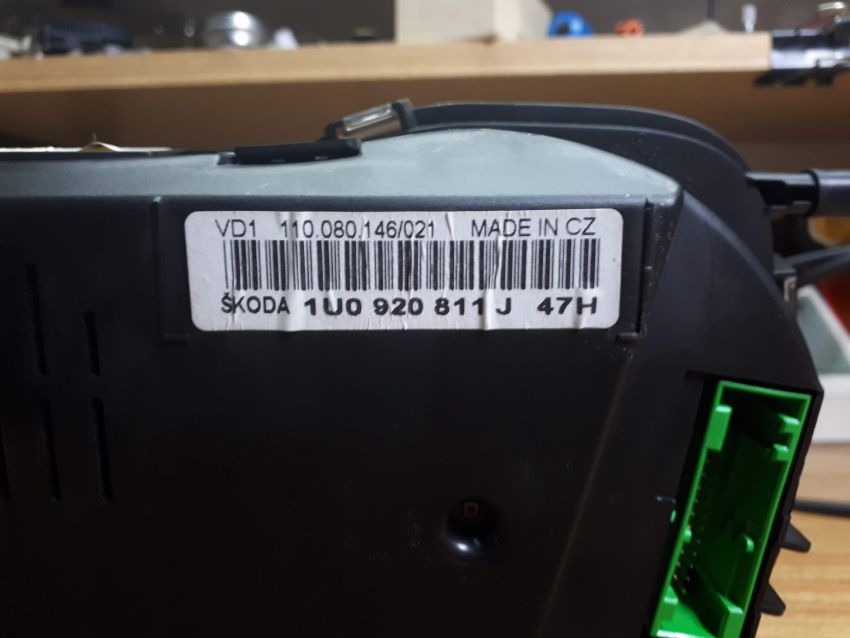 VD1 110.080.146/021 MADE IN CZ
ŠKODA 1U0 920 811 J 47H